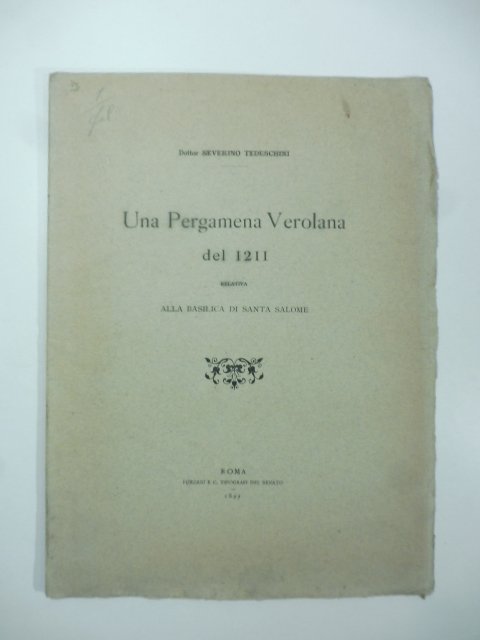 Dottor SEVERINO TEDESCHINI
Una Pergamena Verolana
del 1211
RELATIVA
ALLA BASILICA DI SANTA SALOME
ROMA
FORZANI E C. TIPOGRAFI DEL SENATO